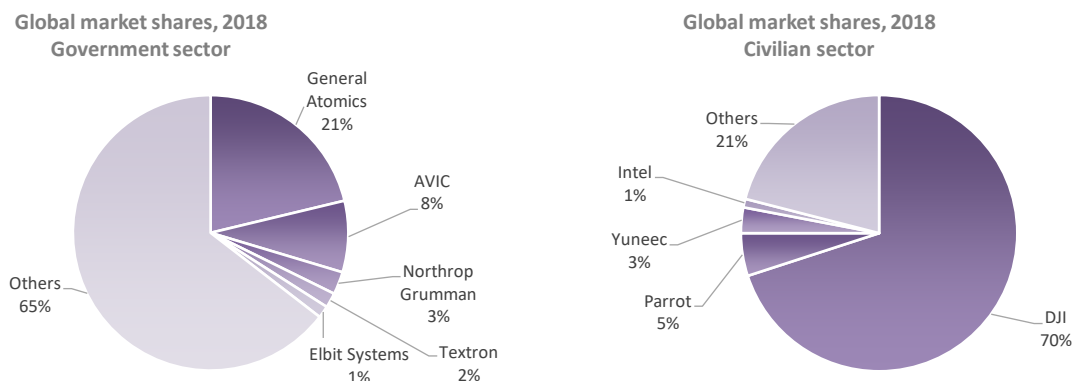 Global market shares, 2018
Government sector
General
Atomics
21%
AVIC
8%
Northrop
Grumman
3%
Textron
2%
Elbit Systems
1%
Others
65%
Global market shares, 2018
Civilian sector
Others
21%
Intel
1%
Yuneec
3%
Parrot
5%
DJI
70%